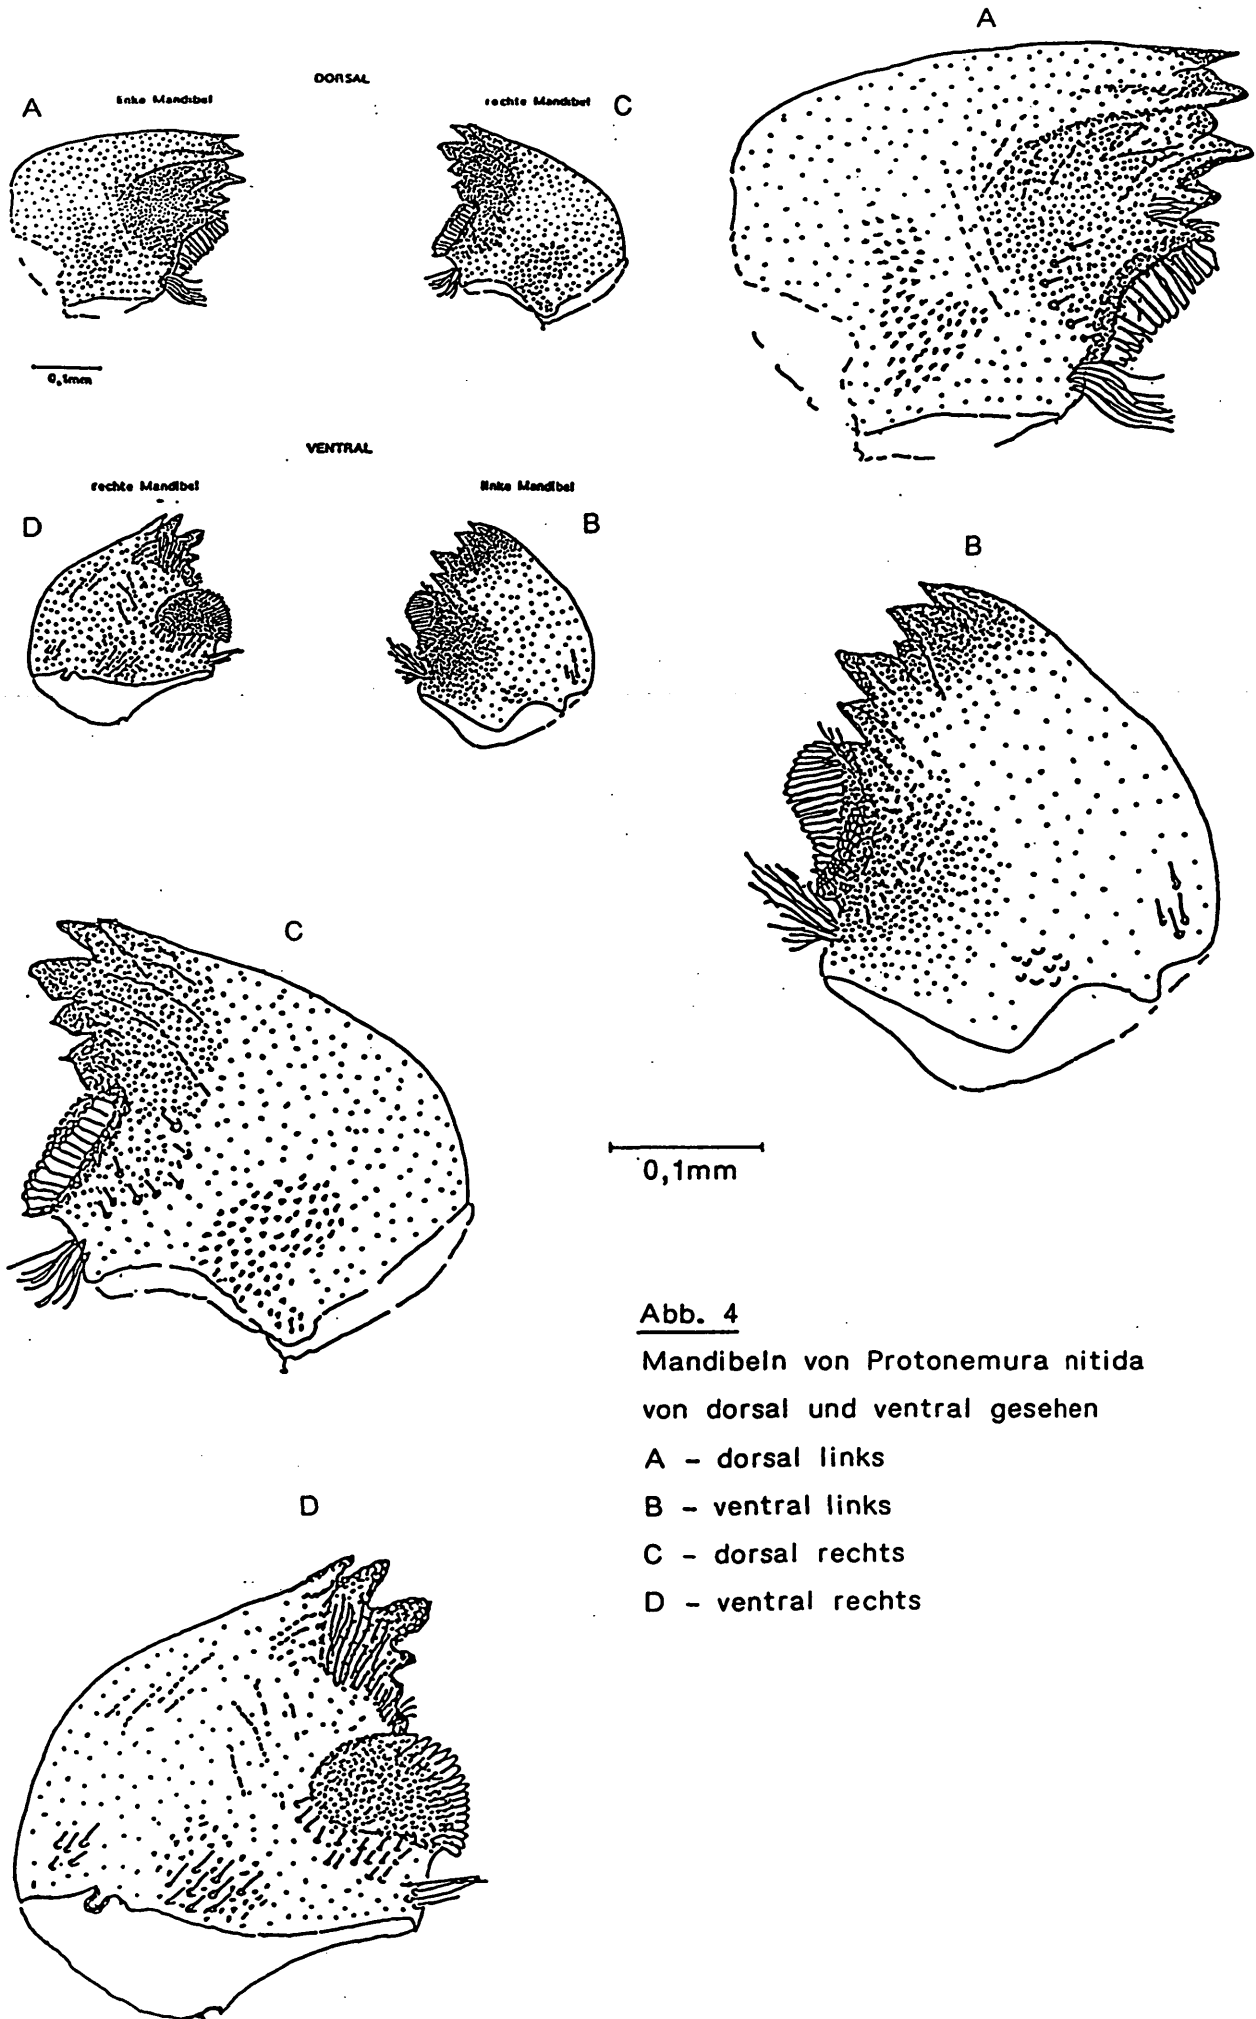 DORSAL
A linke Mandibel rechte Mandibel C
A
0,1mm
VENTRAL
rechte Mandibel linke Mandibel
D B
B
C
0,1mm
Abb. 4
Mandibeln von Protonemura nitida
von dorsal und ventral gesehen
A - dorsal links
B - ventral links
C - dorsal rechts
D - ventral rechts
D